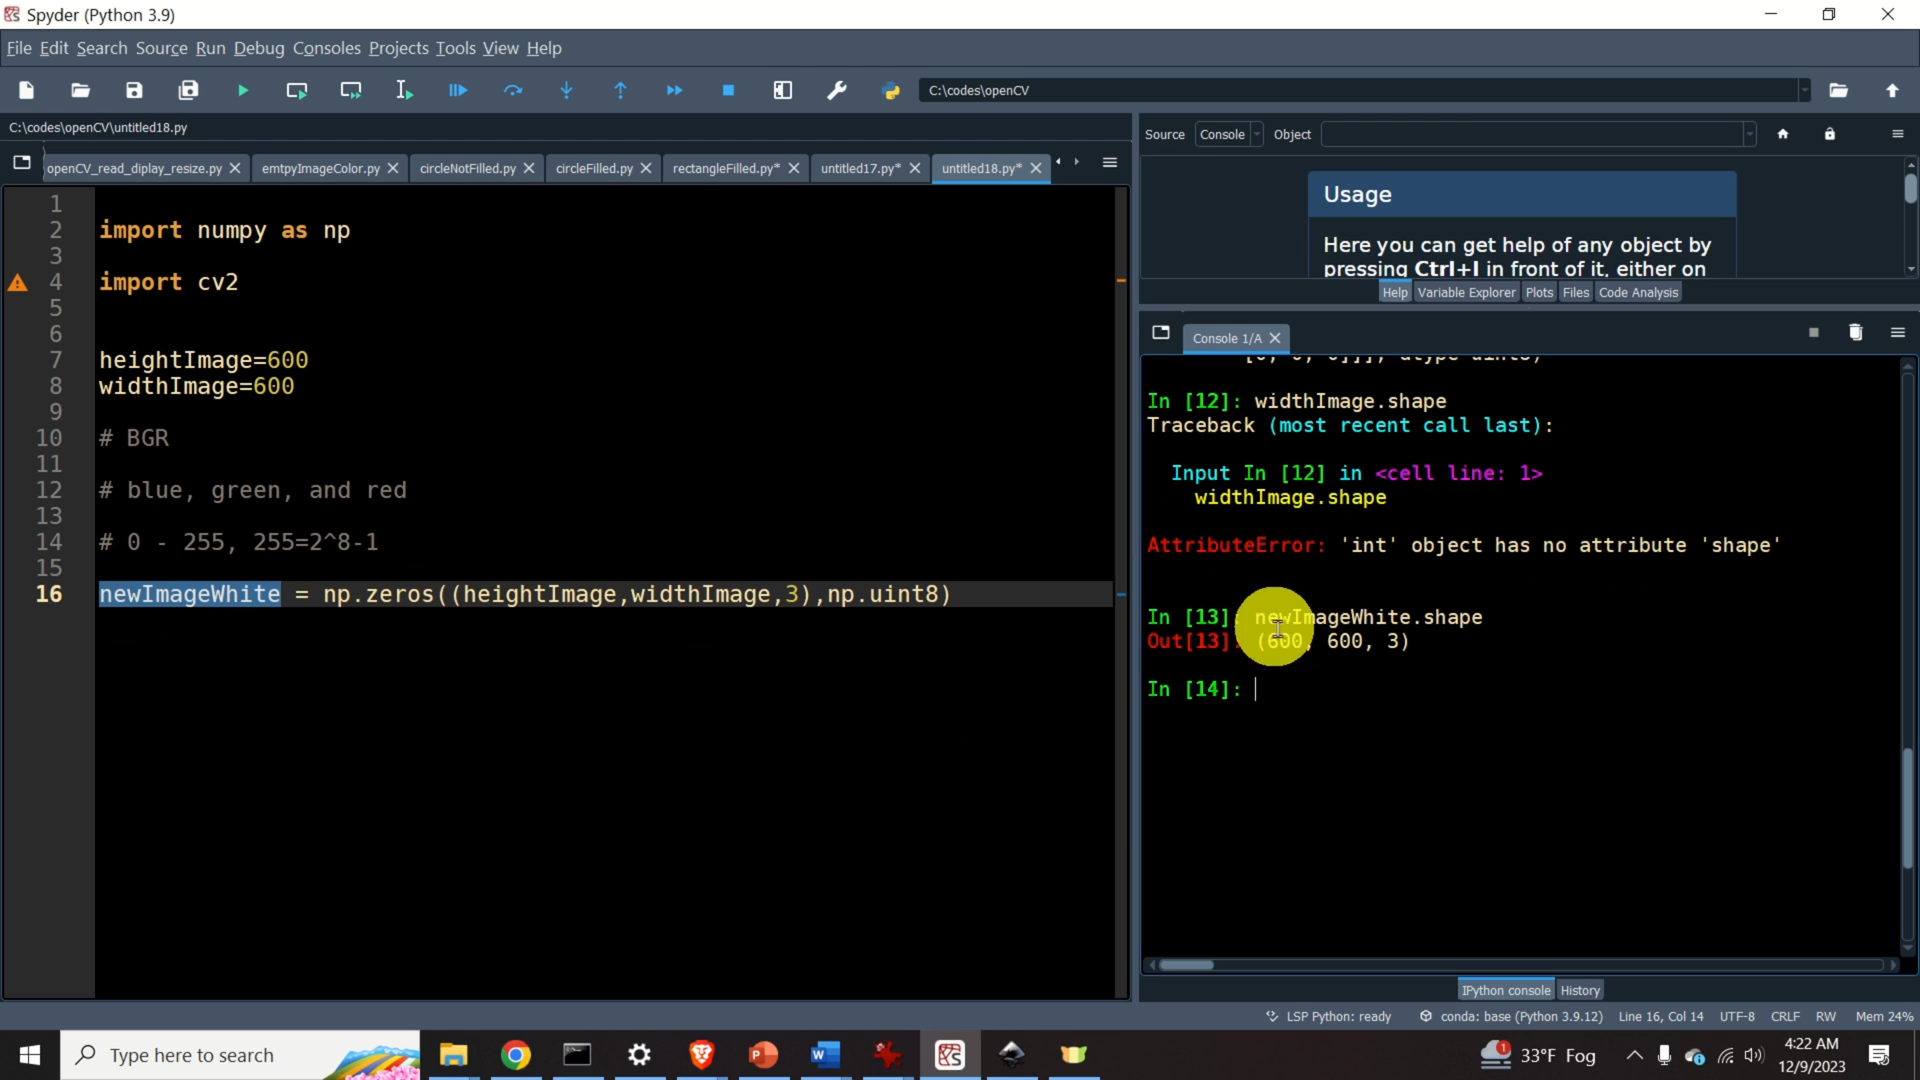 Spyder (Python 3.9)
File Edit Search Source Run Debug Consoles Projects Tools View Help
C:\codes\openCV
C:\codes\openCV\untitled18.py
openCV_read_diplay_resize.py emtpyImageColor.py circleNotFilled.py circleFilled.py rectangleFilled.py* untitled17.py* untitled18.py*
1
2 import numpy as np
3
4 import cv2
5
6
7 heightImage=600
8 widthImage=600
9
10 # BGR
11
12 # blue, green, and red
13
14 # 0 - 255, 255=2^8-1
15
16 newImageWhite = np.zeros((heightImage,widthImage,3),np.uint8)
Source Console Object
Usage
Here you can get help of any object by
pressing Ctrl+I in front of it, either on
Help Variable Explorer Plots Files Code Analysis
Console 1/A
[0, 0, 0]]], dtype=uint8)
In [12]: widthImage.shape
Traceback (most recent call last):
Input In [12] in <cell line: 1>
widthImage.shape
AttributeError: 'int' object has no attribute 'shape'
In [13]: newImageWhite.shape
Out[13]: (600, 600, 3)
In [14]:
IPython console History
LSP Python: ready conda: base (Python 3.9.12) Line 16, Col 14 UTF-8 CRLF RW Mem 24%
Type here to search
1 33°F Fog
4:22 AM
12/9/2023